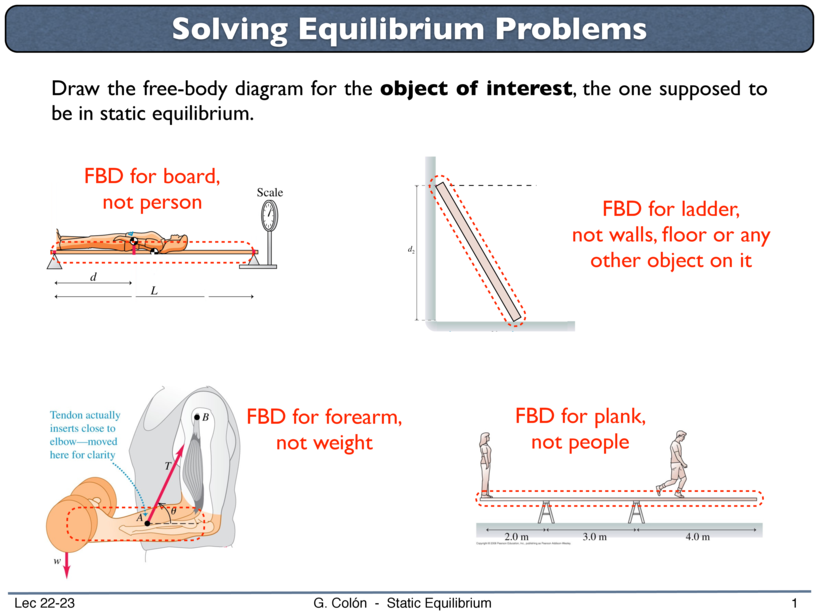 Solving Equilibrium Problems
Draw the free-body diagram for the object of interest, the one supposed to
be in static equilibrium.
FBD for board,
not person
Scale
d
L
FBD for ladder,
not walls, floor or any
other object on it
d2
Tendon actually
inserts close to
elbow—moved
here for clarity
B
T
A
θ
w
FBD for forearm,
not weight
FBD for plank,
not people
2.0 m
3.0 m
4.0 m
Lec 22-23
G. Colón - Static Equilibrium
1